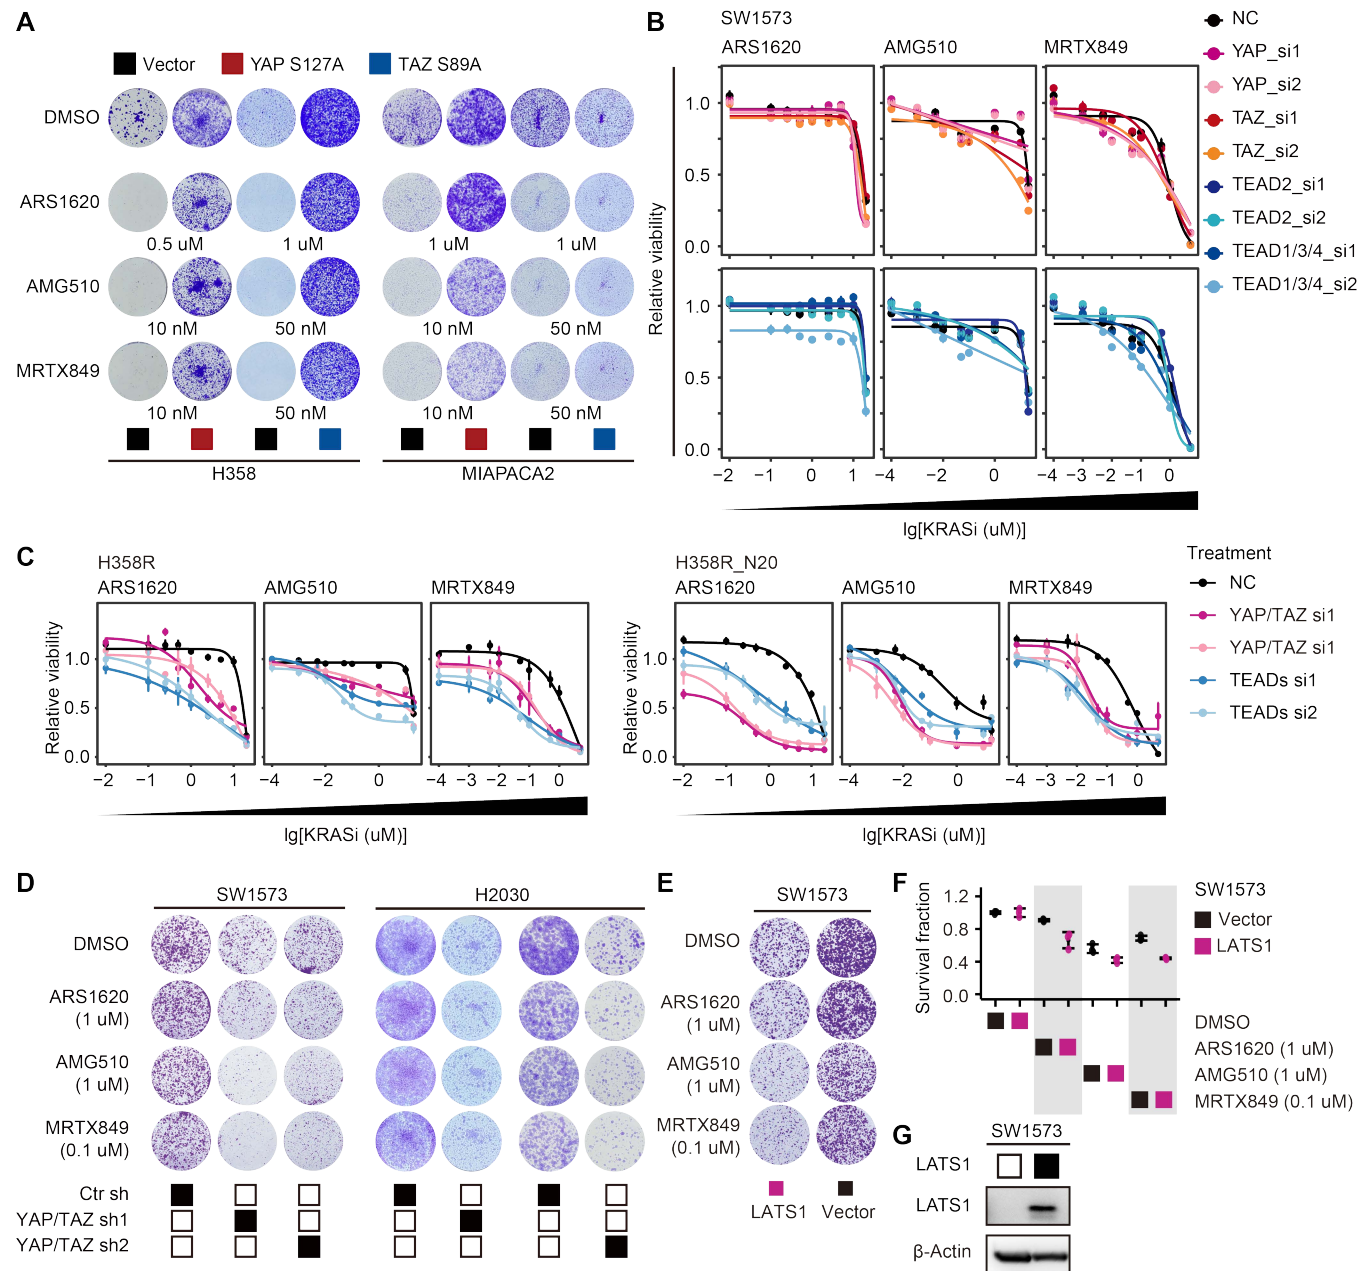 A
Vector YAP S127A TAZ S89A
DMSO
ARS1620
0.5 uM 1 uM 1 uM 1 uM
AMG510
10 nM 50 nM 10 nM 50 nM
MRTX849
10 nM 50 nM 10 nM 50 nM
H358 MIAPACA2
B
SW1573
ARS1620 AMG510 MRTX849
Relative viability
1.0
0.5
0.0
1.0
0.5
0.0
−2 −1 0 1 −4 −2 0 −4 −3 −2 −1 0
lg[KRASi (uM)]
NC
YAP_si1
YAP_si2
TAZ_si1
TAZ_si2
TEAD2_si1
TEAD2_si2
TEAD1/3/4_si1
TEAD1/3/4_si2
C
H358R
ARS1620 AMG510 MRTX849
Relative viability
1.0
0.5
0.0
−2 −1 0 1 −4 −2 0 −4 −3 −2 −1 0
lg[KRASi (uM)]
H358R_N20
ARS1620 AMG510 MRTX849
Relative viability
1.0
0.5
0.0
−2 −1 0 1 −4 −2 0 −4 −3 −2 −1 0
lg[KRASi (uM)]
Treatment
NC
YAP/TAZ si1
YAP/TAZ si1
TEADs si1
TEADs si2
D
SW1573 H2030
DMSO
ARS1620
(1 uM)
AMG510
(1 uM)
MRTX849
(0.1 uM)
Ctr sh
YAP/TAZ sh1
YAP/TAZ sh2
E
SW1573
DMSO
ARS1620
(1 uM)
AMG510
(1 uM)
MRTX849
(0.1 uM)
LATS1 Vector
F
Survival fraction
1.2
0.8
0.4
0.0
SW1573
Vector
LATS1
DMSO
ARS1620 (1 uM)
AMG510 (1 uM)
MRTX849 (0.1 uM)
G
SW1573
LATS1
LATS1
β-Actin